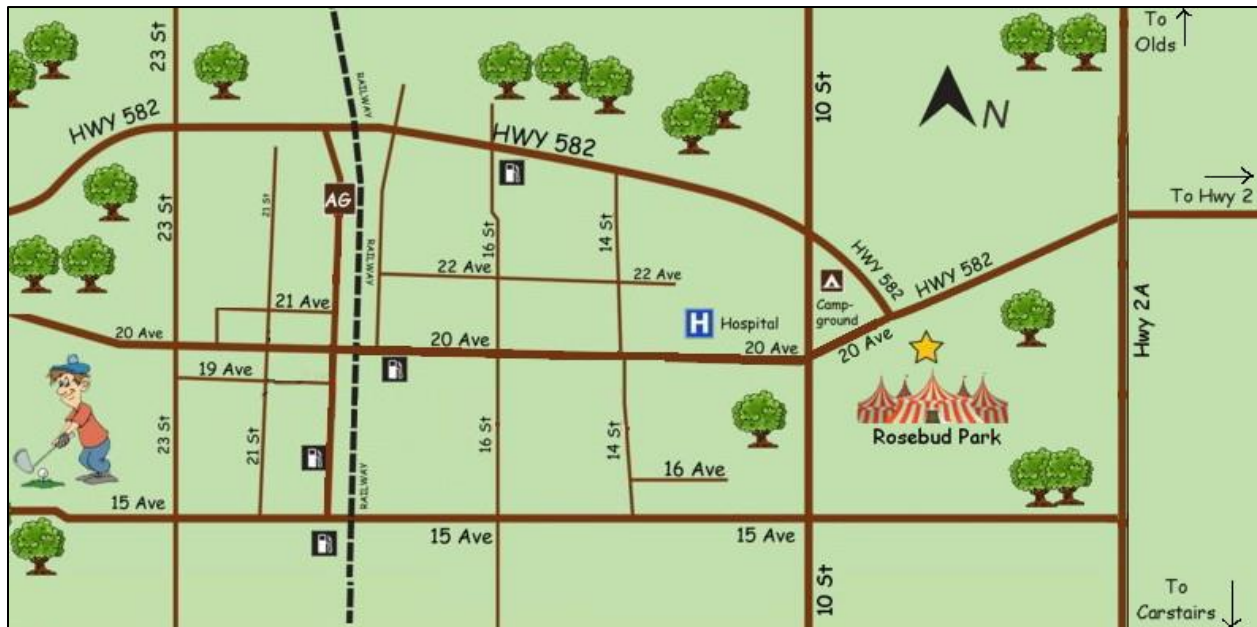 23 St
10 St
To
Olds
RAILWAY
HWY 582
HWY 582
N
To Hwy 2
AG
21 St
23 St
16 St
14 St
RAILWAY
HWY 582
HWY 582
22 Ave
22 Ave
Camp-
ground
21 Ave
H Hospital
Hwy 2A
20 Ave
20 Ave
20 Ave
20 Ave
19 Ave
23 St
21 St
16 St
14 St
Rosebud Park
16 Ave
RAILWAY
15 Ave
15 Ave
15 Ave
10 St
To
Carstairs